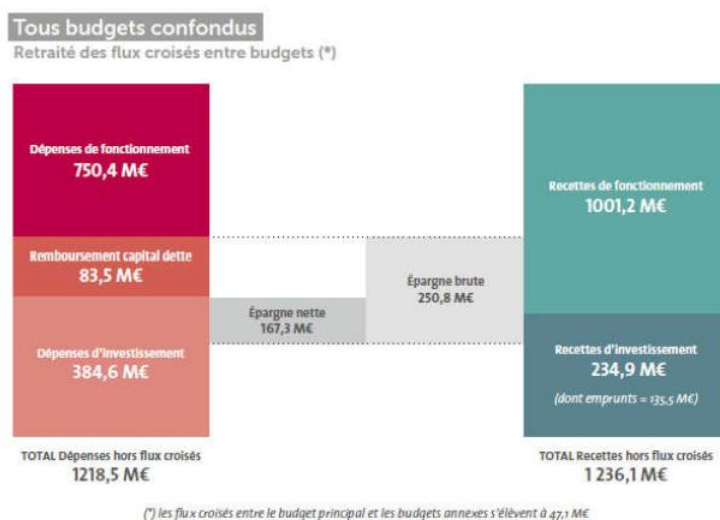 Tous budgets confondus
Retraité des flux croisés entre budgets (*)
Dépenses de fonctionnement
750,4 M€
Remboursement capital dette
83,5 M€
Dépenses d'investissement
384,6 M€
Épargne nette
167,3 M€
Épargne brute
250,8 M€
Recettes de fonctionnement
1001,2 M€
Recettes d'investissement
234,9 M€
(dont emprunts = 135,5 M€)
TOTAL Dépenses hors flux croisés
1218,5 M€
TOTAL Recettes hors flux croisés
1 236,1 M€
(*) les flux croisés entre le budget principal et les budgets annexes s'élèvent à 47,1 M€